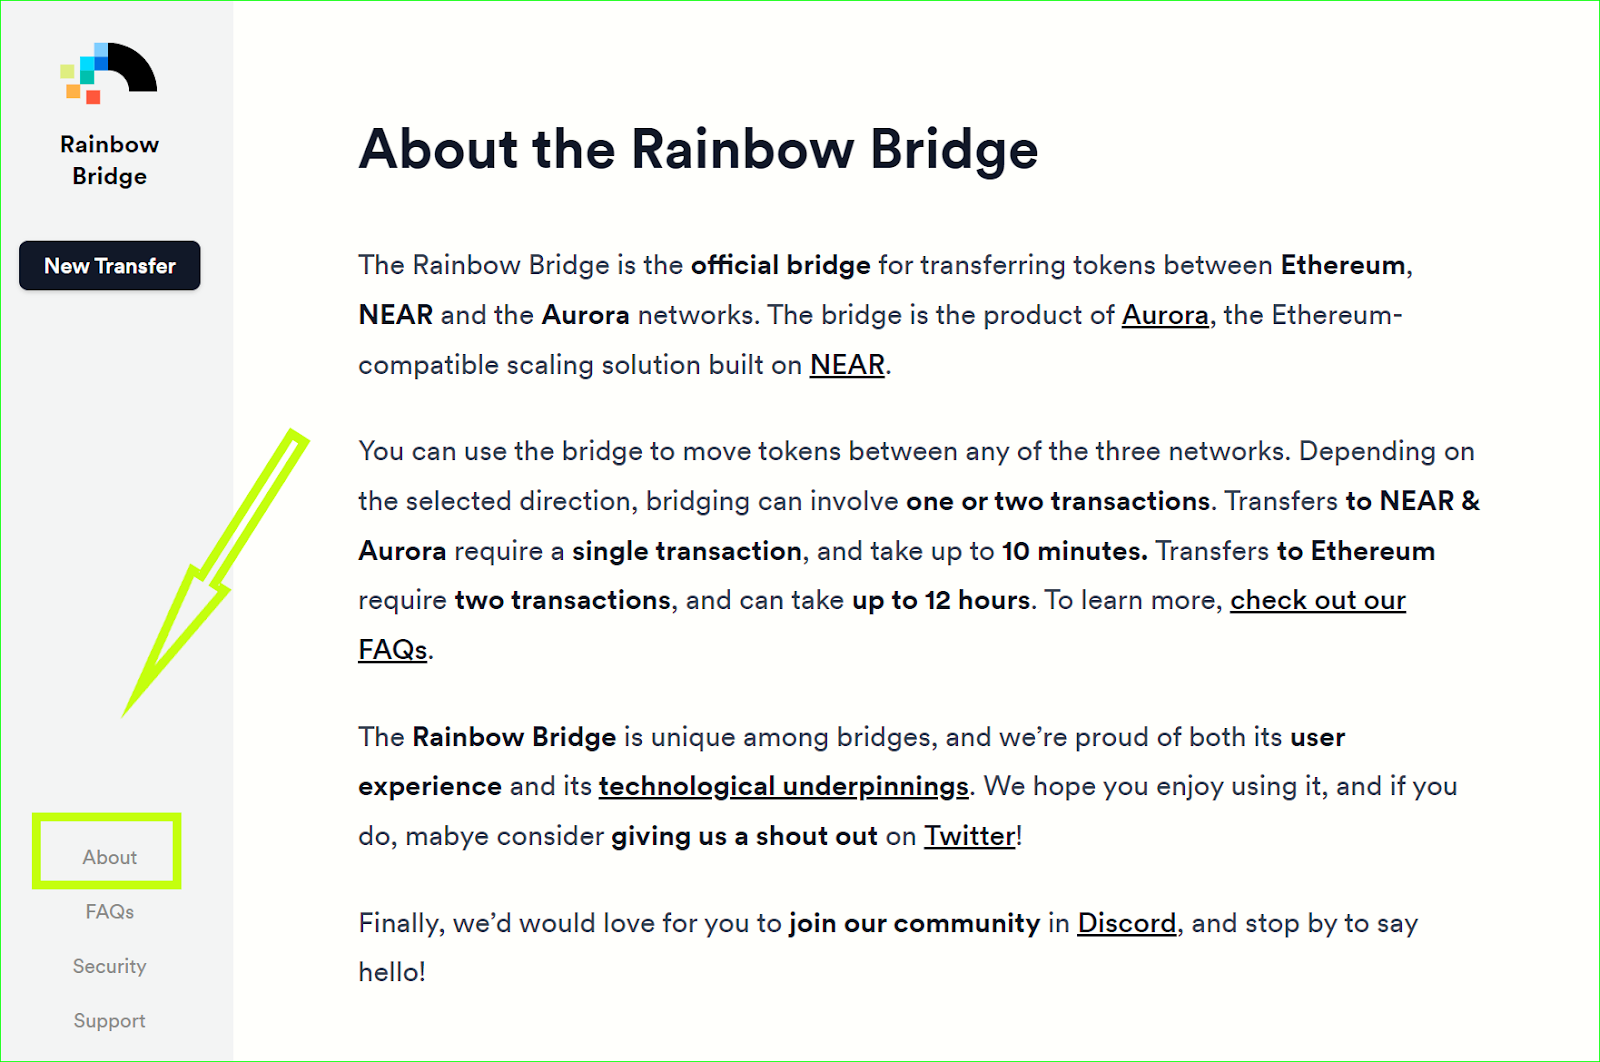 Rainbow
Bridge
New Transfer
About
FAQs
Security
Support
About the Rainbow Bridge
The Rainbow Bridge is the official bridge for transferring tokens between Ethereum,
NEAR and the Aurora networks. The bridge is the product of Aurora, the Ethereum-
compatible scaling solution built on NEAR.
You can use the bridge to move tokens between any of the three networks. Depending on
the selected direction, bridging can involve one or two transactions. Transfers to NEAR &
Aurora require a single transaction, and take up to 10 minutes. Transfers to Ethereum
require two transactions, and can take up to 12 hours. To learn more, check out our
FAQs.
The Rainbow Bridge is unique among bridges, and we’re proud of both its user
experience and its technological underpinnings. We hope you enjoy using it, and if you
do, mabye consider giving us a shout out on Twitter!
Finally, we’d would love for you to join our community in Discord, and stop by to say
hello!